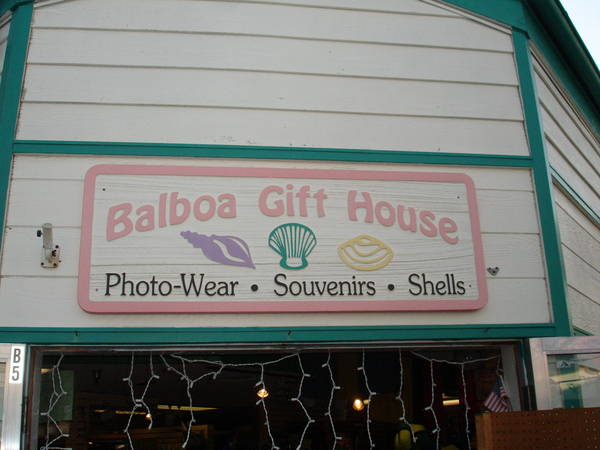 Balboa Gift House
Photo-Wear • Souvenirs • Shells
B5